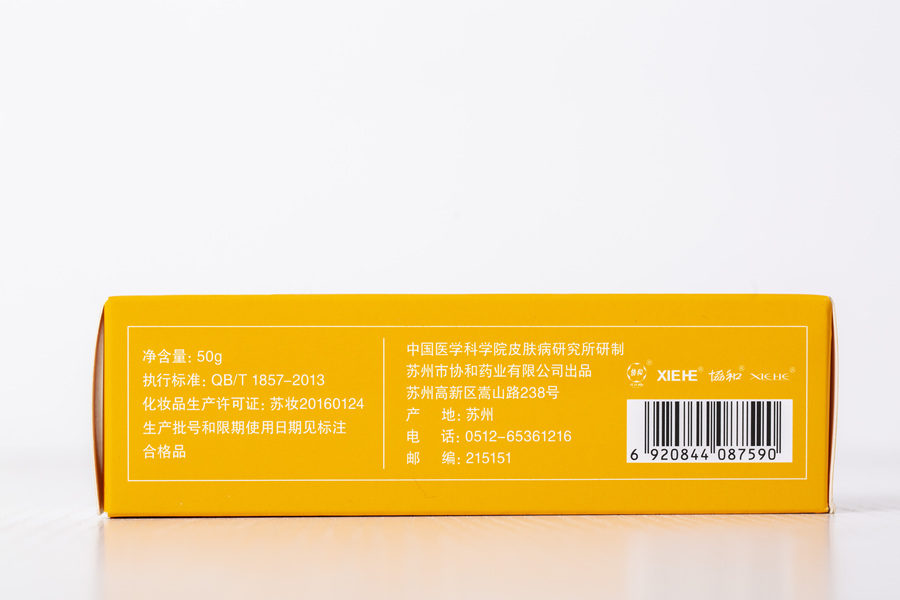 净含量: 50g
执行标准: QB/T 1857-2013
化妆品生产许可证: 苏妆20160124
生产批号和限期使用日期见标注
合格品
中国医学科学院皮肤病研究所研制
苏州市协和药业有限公司出品
苏州高新区嵩山路238号
产 地: 苏州
电 话: 0512-65361216
邮 编: 215151
XIEHE® 協和® XIEHE®
6 920844 087590